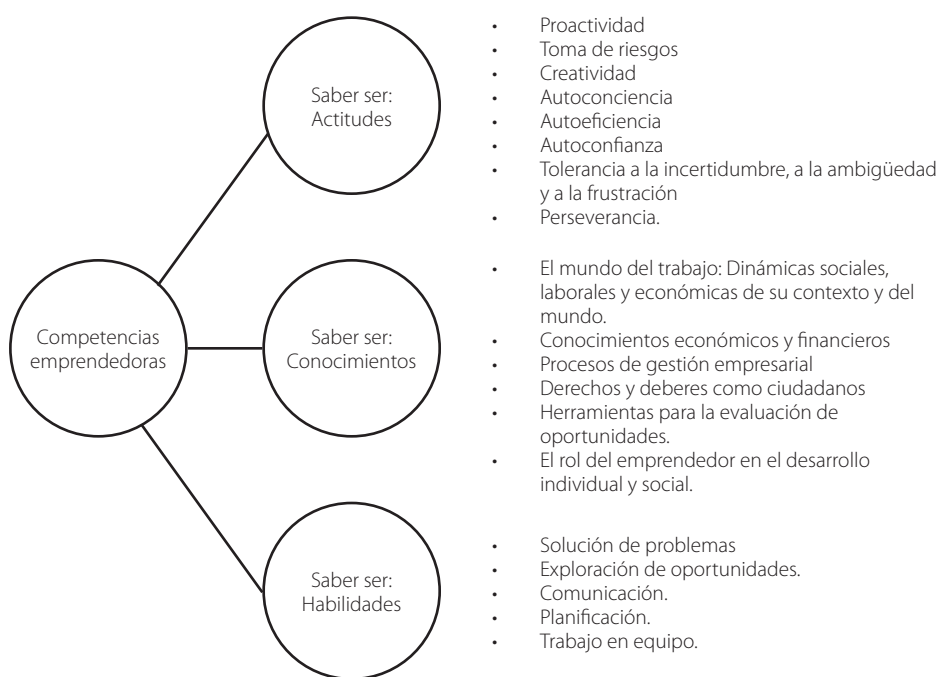 Competencias
emprendedoras
Saber ser:
Actitudes
• Proactividad
• Toma de riesgos
• Creatividad
• Autoconciencia
• Autoeficiencia
• Autoconfianza
• Tolerancia a la incertidumbre, a la ambigüedad
y a la frustración
• Perseverancia.
Saber ser:
Conocimientos
• El mundo del trabajo: Dinámicas sociales,
laborales y económicas de su contexto y del
mundo.
• Conocimientos económicos y financieros
• Procesos de gestión empresarial
• Derechos y deberes como ciudadanos
• Herramientas para la evaluación de
oportunidades.
• El rol del emprendedor en el desarrollo
individual y social.
Saber ser:
Habilidades
• Solución de problemas
• Exploración de oportunidades.
• Comunicación.
• Planificación.
• Trabajo en equipo.